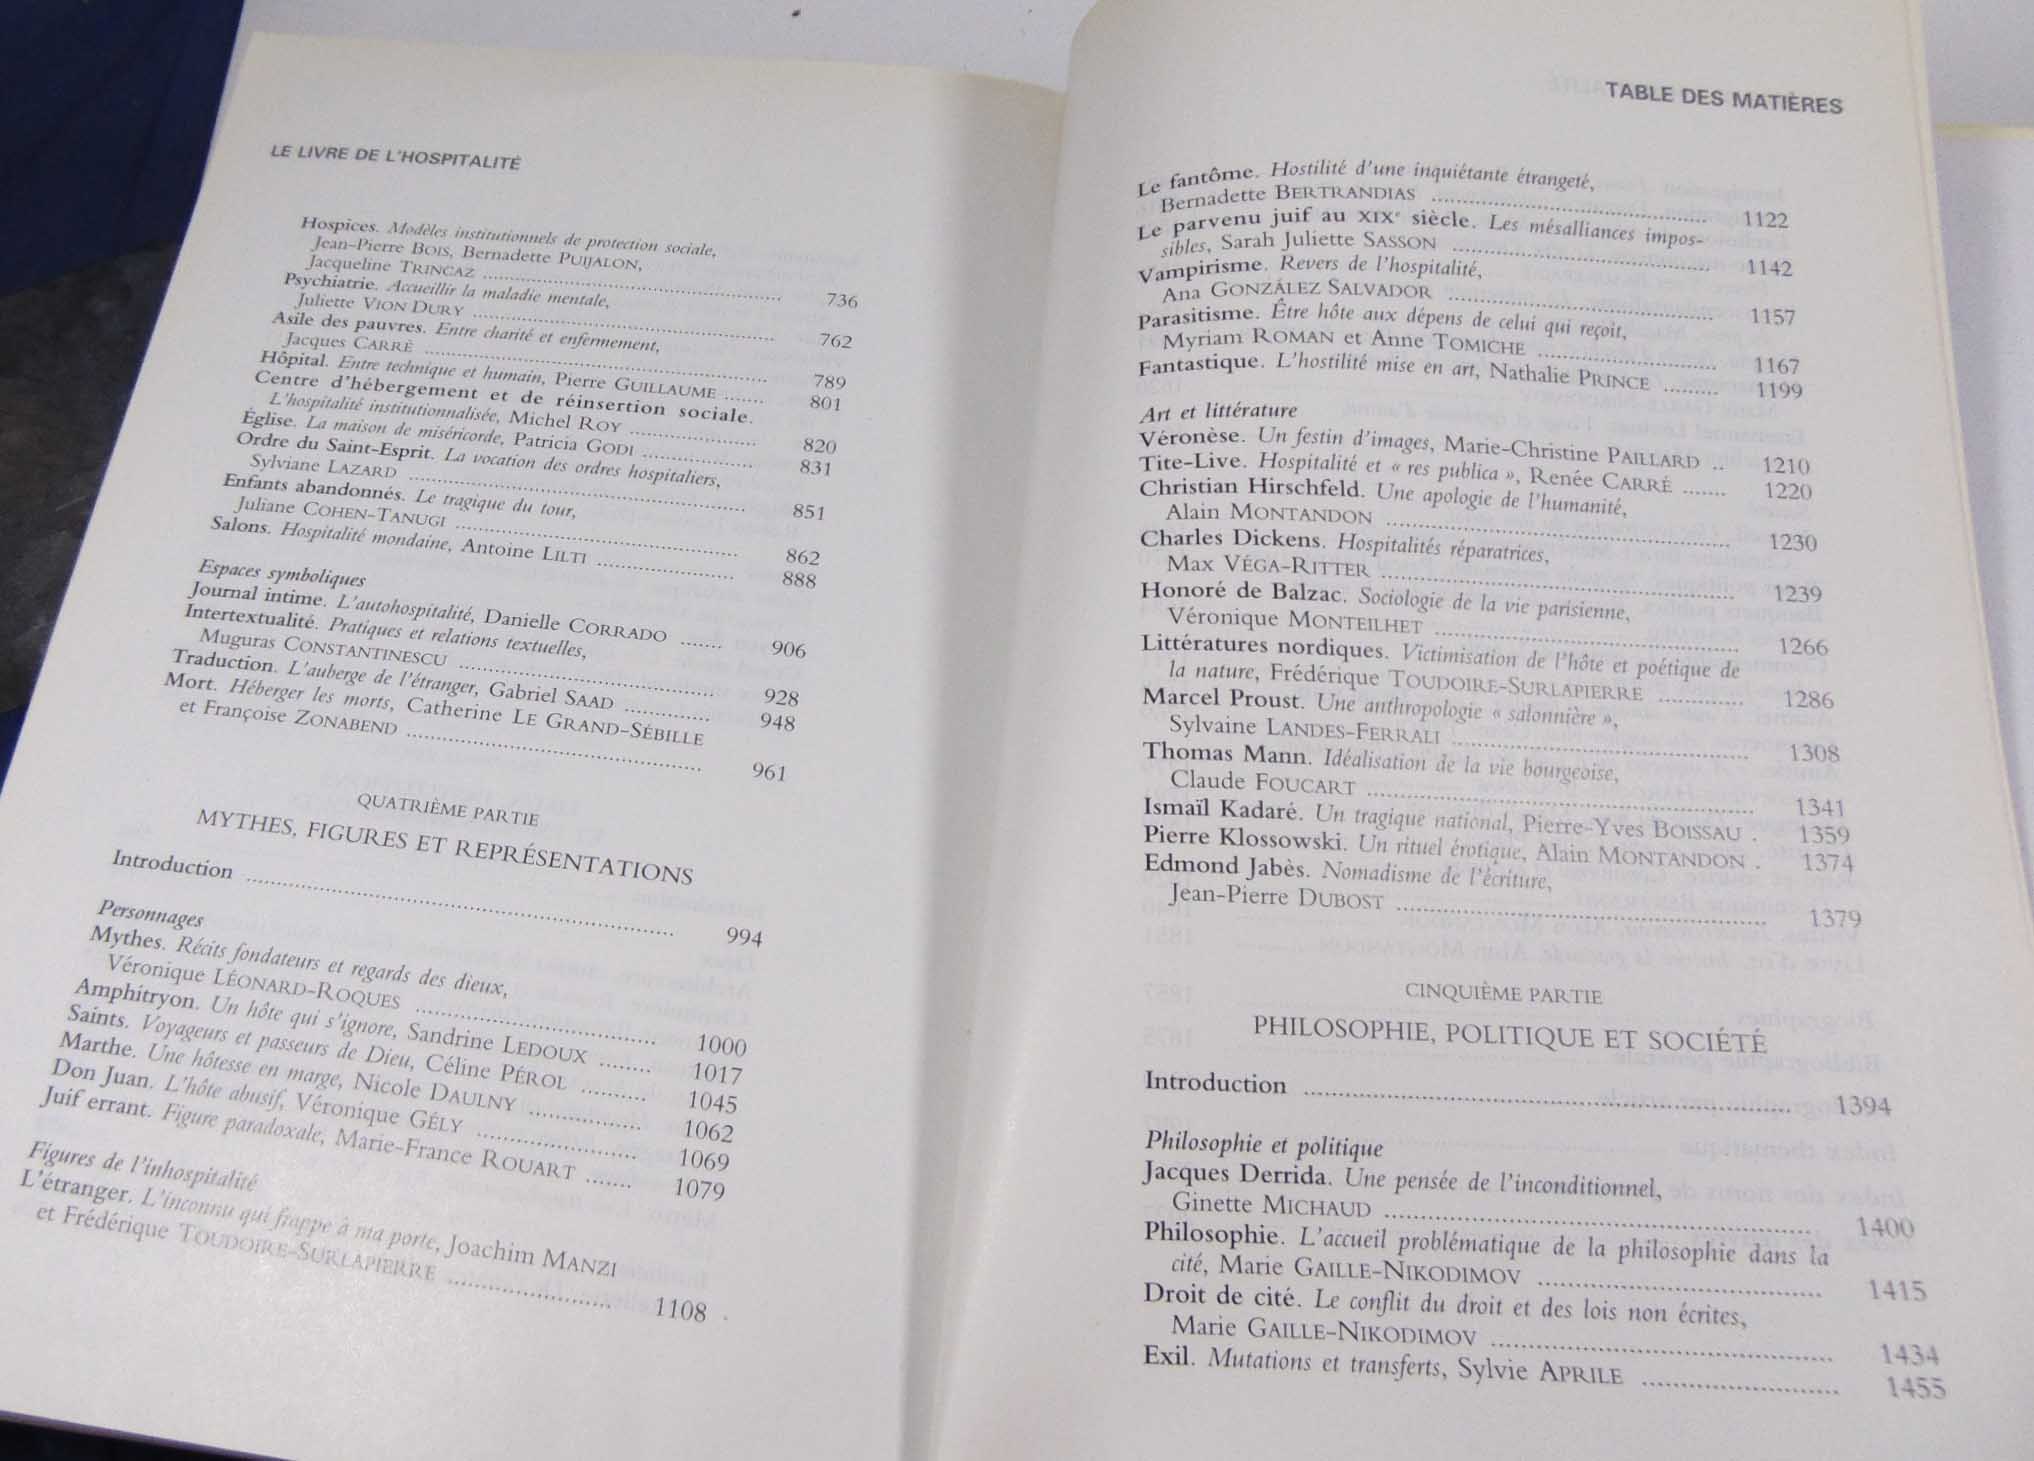 LE LIVRE DE L'HOSPITALITÉ
Hospices. Modèles institutionnels de protection sociale,
Jean-Pierre BOIS, Bernadette PUIJALON,
Jacqueline TRINCAZ ........ 736
Psychiatrie. Accueillir la maladie mentale,
Juliette VION DURY ........ 762
Asile des pauvres. Entre charité et enfermement,
Jacques CARRÉ ........ 789
Hôpital. Entre technique et humain, Pierre GUILLAUME ....... 801
Centre d'hébergement et de réinsertion sociale.
L'hospitalité institutionnalisée, Michel ROY ........ 820
Église. La maison de miséricorde, Patricia GODI ........ 831
Ordre du Saint-Esprit. La vocation des ordres hospitaliers,
Sylviane LAZARD ........ 851
Enfants abandonnés. Le tragique du tour,
Juliane COHEN-TANUGI ........ 862
Salons. Hospitalité mondaine, Antoine LILTI ........ 888
Espaces symboliques
Journal intime. L'autohospitalité, Danielle CORRADO ....... 906
Intertextualité. Pratiques et relations textuelles,
Muguras CONSTANTINESCU ........ 928
Traduction. L'auberge de l'étranger, Gabriel SAAD ........ 948
Mort. Héberger les morts, Catherine LE GRAND-SÉBILLE
et Françoise ZONABEND ........ 961
QUATRIÈME PARTIE
MYTHES, FIGURES ET REPRÉSENTATIONS
Introduction ........ 994
Personnages
Mythes. Récits fondateurs et regards des dieux,
Véronique LÉONARD-ROQUES ........ 1000
Amphitryon. Un hôte qui s'ignore, Sandrine LEDOUX ........ 1017
Saints. Voyageurs et passeurs de Dieu, Céline PÉROL ........ 1045
Marthe. Une hôtesse en marge, Nicole DAULNY ........ 1062
Don Juan. L'hôte abusif, Véronique GÉLY ........ 1069
Juif errant. Figure paradoxale, Marie-France ROUART ....... 1079
Figures de l'inhospitalité
L'étranger. L'inconnu qui frappe à ma porte, Joachim MANZI
et Frédérique TOUDOIRE-SURLAPIERRE ........ 1108
TABLE DES MATIÈRES
Le fantôme. Hostilité d'une inquiétante étrangeté,
Bernadette BERTRANDIAS ........ 1122
Le parvenu juif au XIXe siècle. Les mésalliances impos-
sibles, Sarah Juliette SASSON ........ 1142
Vampirisme. Revers de l'hospitalité,
Ana GONZÁLEZ SALVADOR ........ 1157
Parasitisme. Être hôte aux dépens de celui qui reçoit,
Myriam ROMAN et Anne TOMICHE ........ 1167
Fantastique. L'hostilité mise en art, Nathalie PRINCE ........ 1199
Art et littérature
Véronèse. Un festin d'images, Marie-Christine PAILLARD .. 1210
Tite-Live. Hospitalité et « res publica », Renée CARRÉ ....... 1220
Christian Hirschfeld. Une apologie de l'humanité,
Alain MONTANDON ........ 1230
Charles Dickens. Hospitalités réparatrices,
Max VÉGA-RITTER ........ 1239
Honoré de Balzac. Sociologie de la vie parisienne,
Véronique MONTEILHET ........ 1266
Littératures nordiques. Victimisation de l'hôte et poétique de
la nature, Frédérique TOUDOIRE-SURLAPIERRE ........ 1286
Marcel Proust. Une anthropologie « salonnière »,
Sylvaine LANDES-FERRALI ........ 1308
Thomas Mann. Idéalisation de la vie bourgeoise,
Claude FOUCART ........ 1341
Ismaïl Kadaré. Un tragique national, Pierre-Yves BOISSAU . 1359
Pierre Klossowski. Un rituel érotique, Alain MONTANDON . 1374
Edmond Jabès. Nomadisme de l'écriture,
Jean-Pierre DUBOST ........ 1379
CINQUIÈME PARTIE
PHILOSOPHIE, POLITIQUE ET SOCIÉTÉ
Introduction ........ 1394
Philosophie et politique
Jacques Derrida. Une pensée de l'inconditionnel,
Ginette MICHAUD ........ 1400
Philosophie. L'accueil problématique de la philosophie dans la
cité, Marie GAILLE-NIKODIMOV ........ 1415
Droit de cité. Le conflit du droit et des lois non écrites,
Marie GAILLE-NIKODIMOV ........ 1434
Exil. Mutations et transferts, Sylvie APRILE ........ 1455